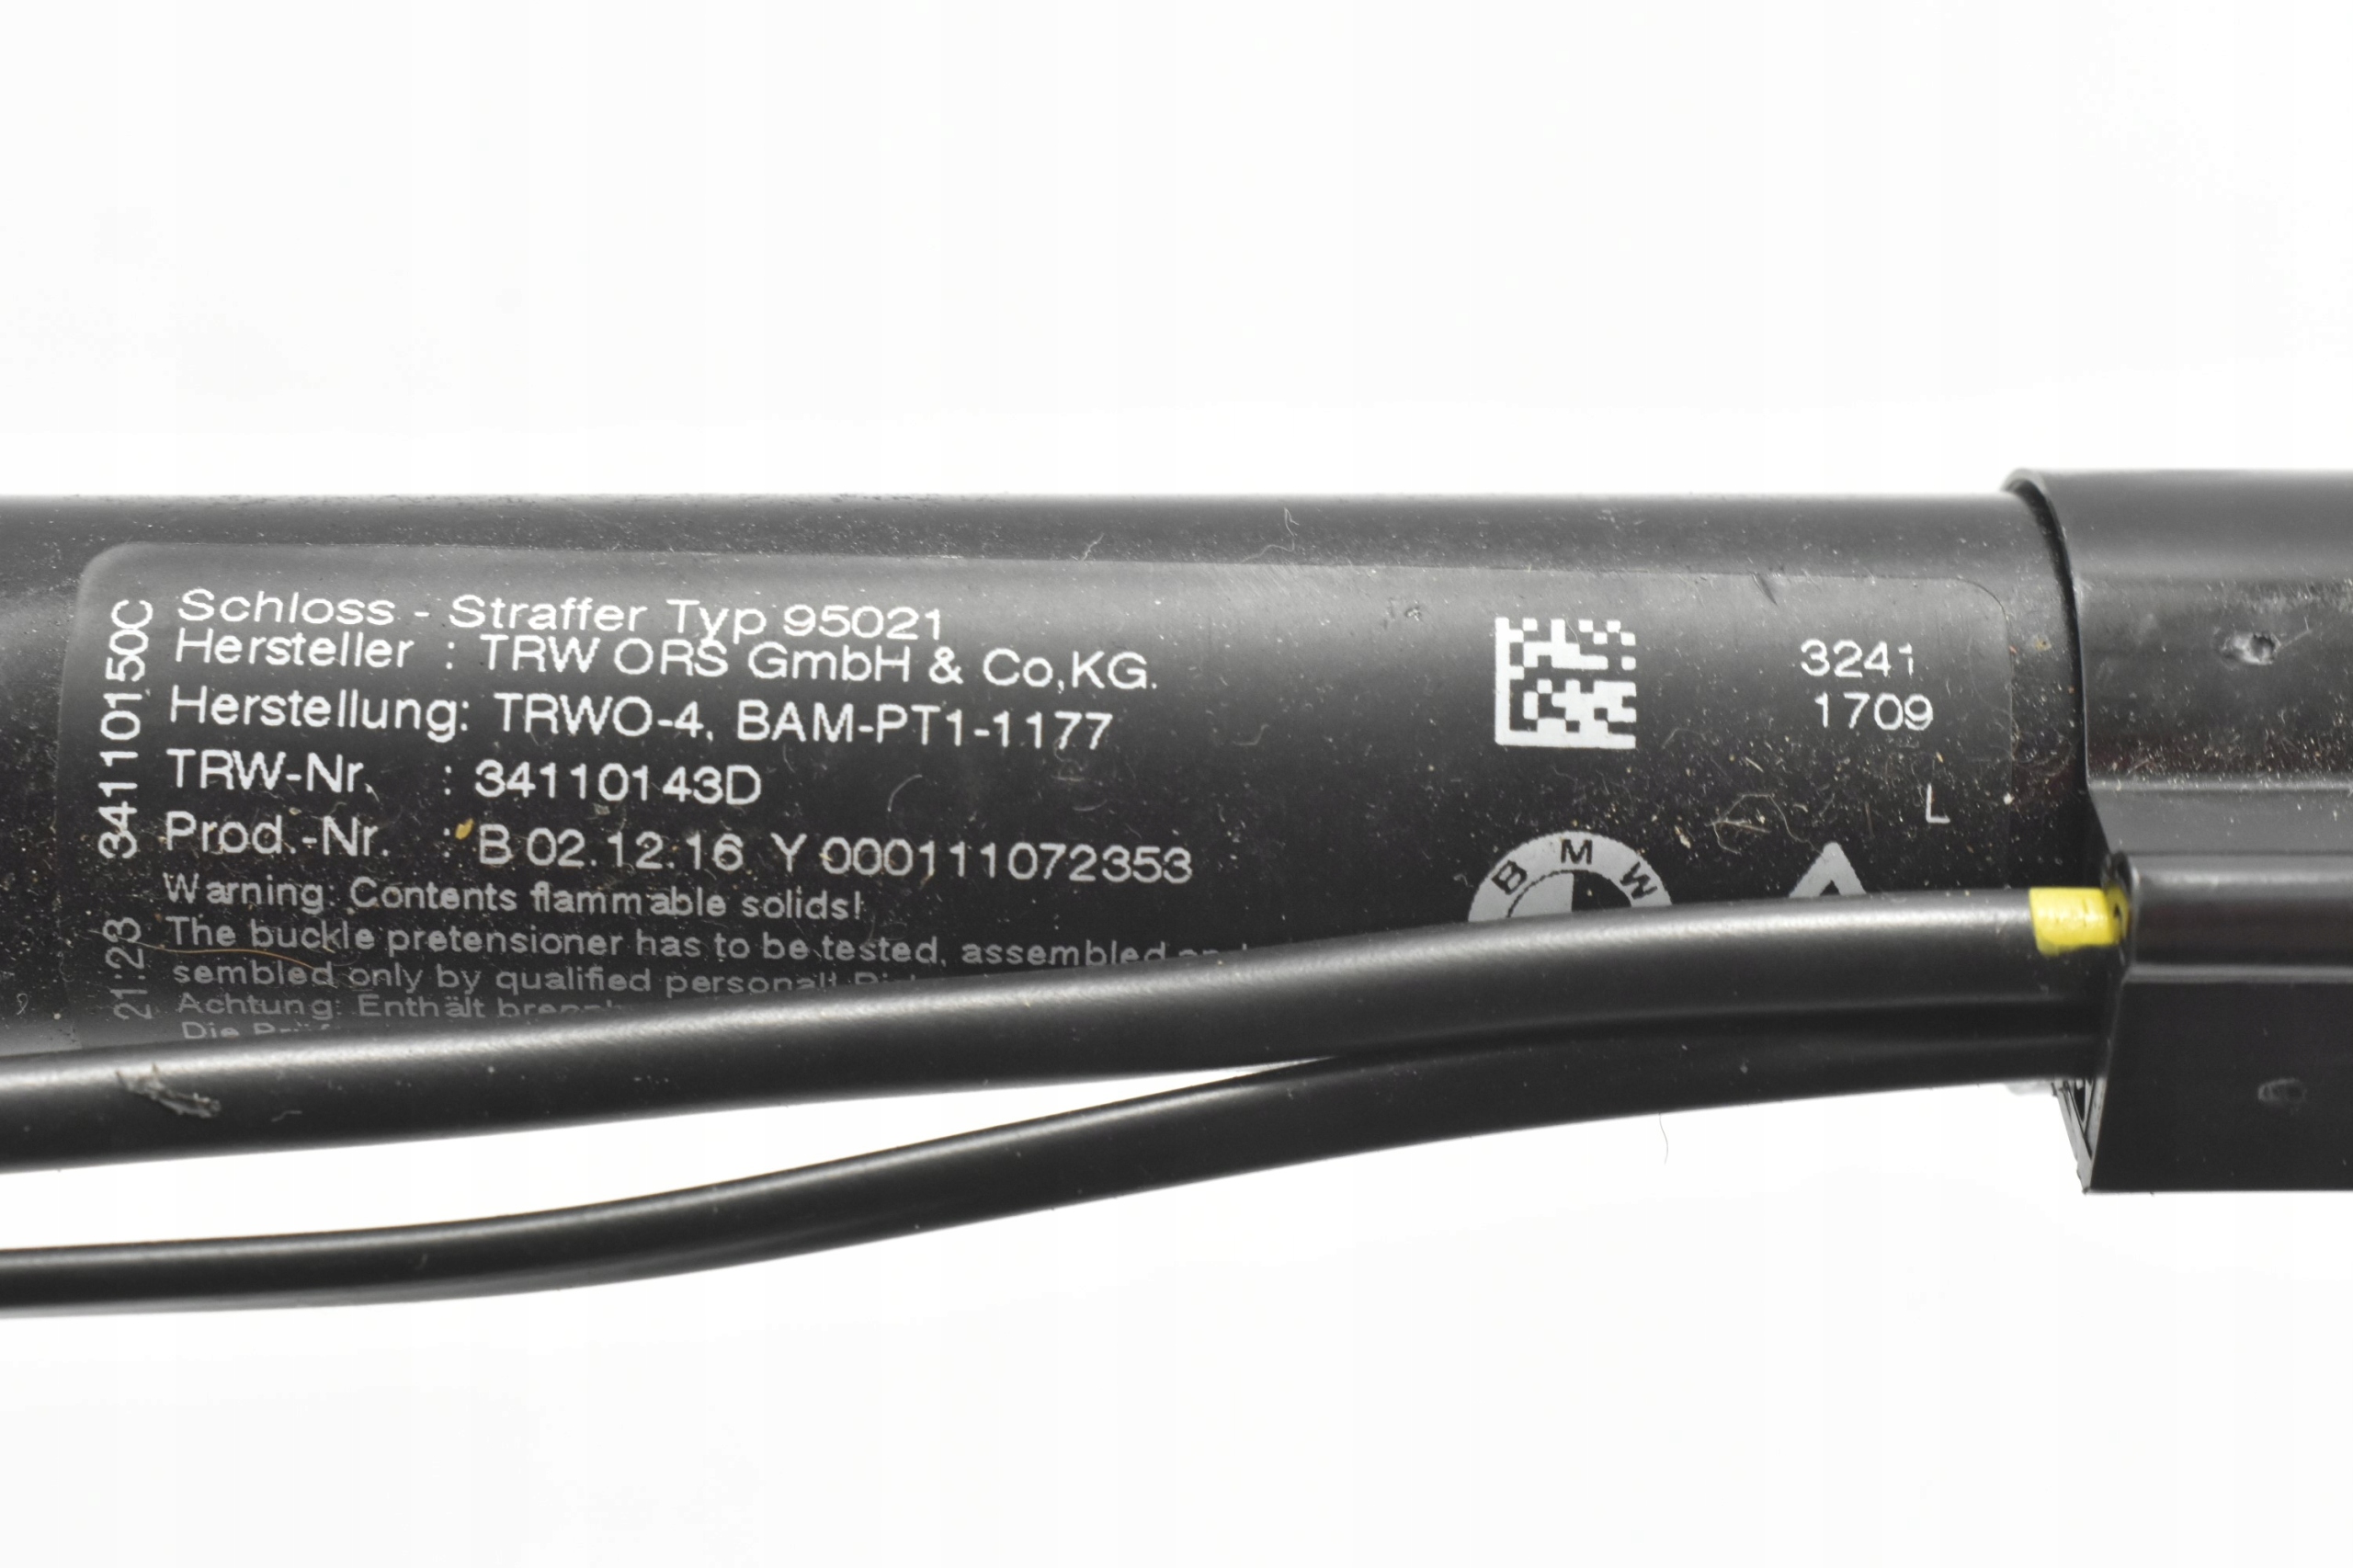 34110150C
21:23
Schloss - Straffer Typ 95021
Hersteller : TRW ORS GmbH & Co,KG.
Herstellung: TRWO-4, BAM-PT1-1177
TRW-Nr. : 34110143D
Prod.-Nr. : B 02.12.16 Y 000111072353
Warning: Contents flammable solids!
The buckle pretensioner has to be tested, assembled
sembled only by qualified personal!
Achtung: Enthält
Die
3241
1709
L
BMW